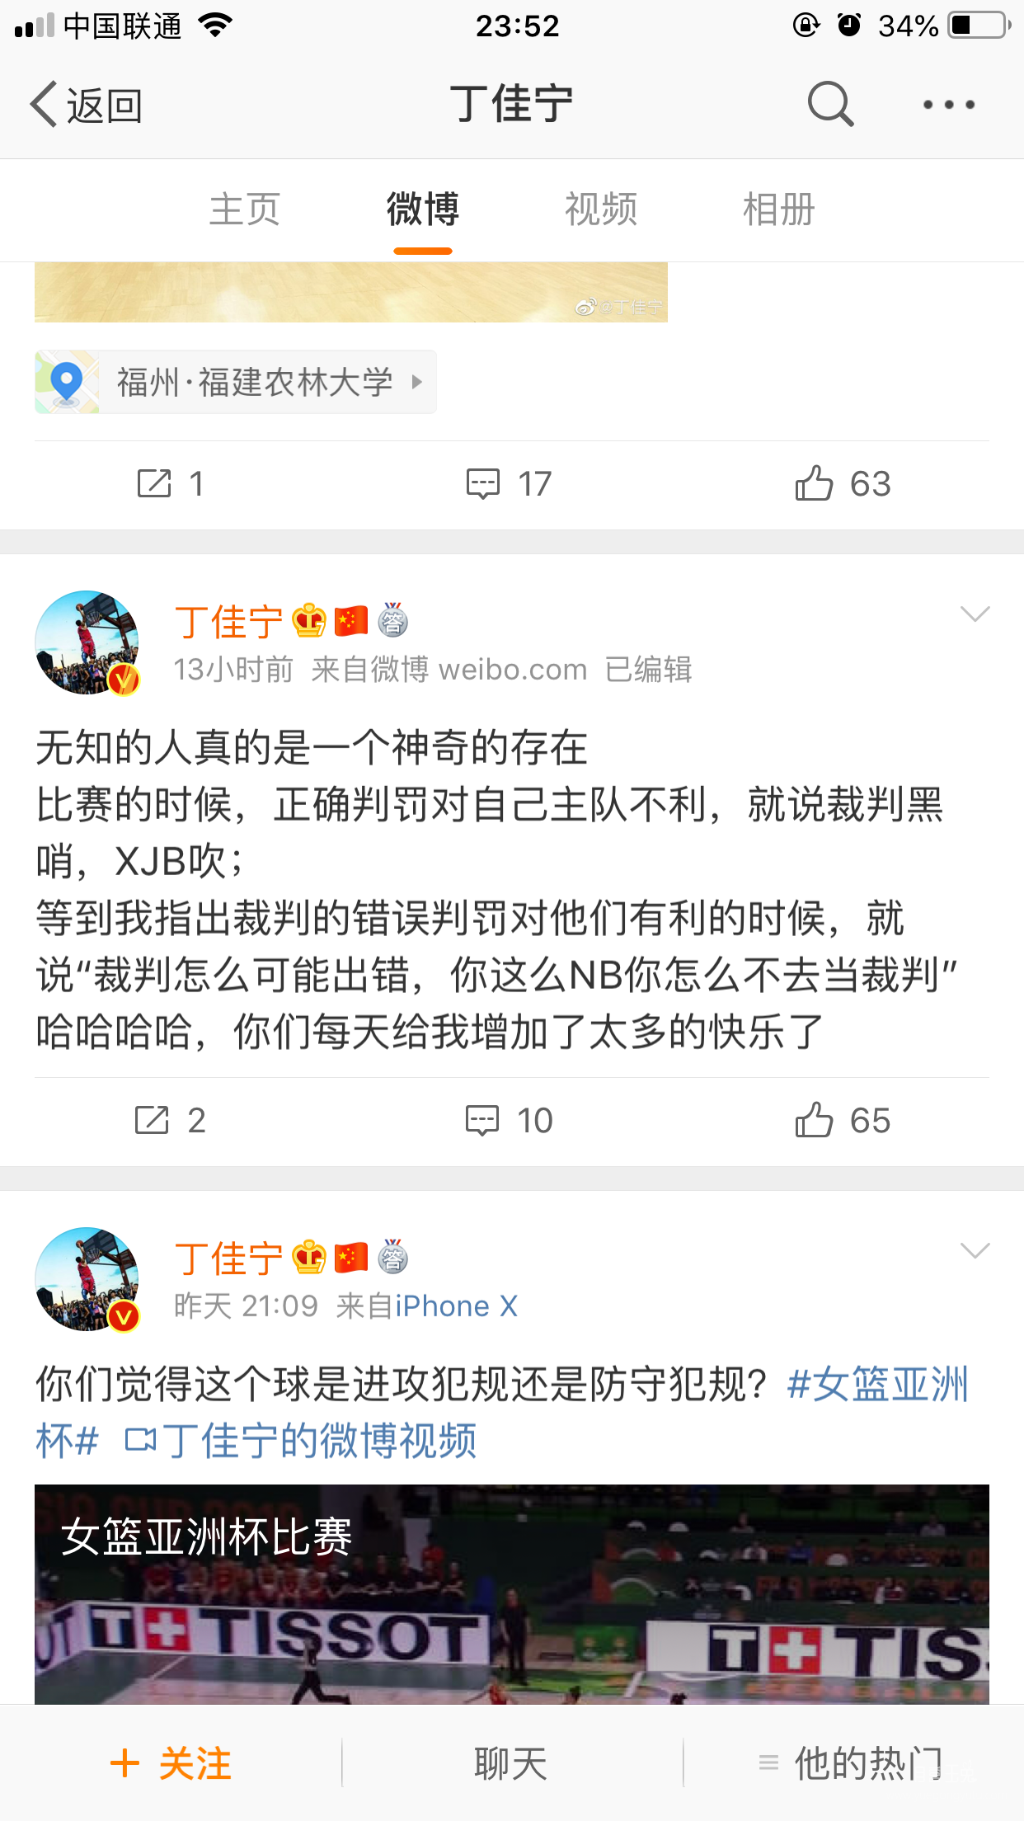 中国联通 23:52 34%
返回 丁佳宁
主页 微博 视频 相册
@丁佳宁
福州·福建农林大学
1 17 63
丁佳宁 答
13小时前 来自微博 weibo.com 已编辑
无知的人真的是一个神奇的存在
比赛的时候，正确判罚对自己主队不利，就说裁判黑
哨，XJB吹；
等到我指出裁判的错误判罚对他们有利的时候，就
说“裁判怎么可能出错，你这么NB你怎么不去当裁判”
哈哈哈哈，你们每天给我增加了太多的快乐了
2 10 65
丁佳宁 答
昨天 21:09 来自iPhone X
你们觉得这个球是进攻犯规还是防守犯规？#女篮亚洲
杯# 丁佳宁的微博视频
女篮亚洲杯比赛
TISSOT
TIS
+ 关注 聊天 他的热门